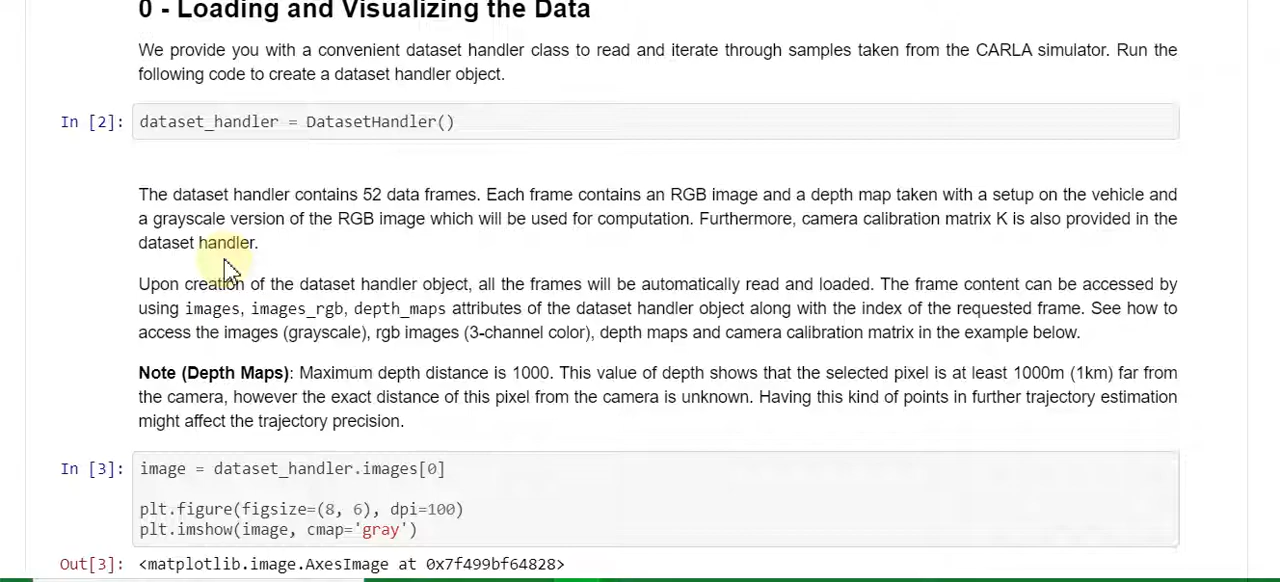 0 - Loading and Visualizing the Data
We provide you with a convenient dataset handler class to read and iterate through samples taken from the CARLA simulator. Run the
following code to create a dataset handler object.
In [2]: dataset_handler = DatasetHandler()
The dataset handler contains 52 data frames. Each frame contains an RGB image and a depth map taken with a setup on the vehicle and
a grayscale version of the RGB image which will be used for computation. Furthermore, camera calibration matrix K is also provided in the
dataset handler.
Upon creation of the dataset handler object, all the frames will be automatically read and loaded. The frame content can be accessed by
using images, images_rgb, depth_maps attributes of the dataset handler object along with the index of the requested frame. See how to
access the images (grayscale), rgb images (3-channel color), depth maps and camera calibration matrix in the example below.
Note (Depth Maps): Maximum depth distance is 1000. This value of depth shows that the selected pixel is at least 1000m (1km) far from
the camera, however the exact distance of this pixel from the camera is unknown. Having this kind of points in further trajectory estimation
might affect the trajectory precision.
In [3]: image = dataset_handler.images[0]
plt.figure(figsize=(8, 6), dpi=100)
plt.imshow(image, cmap='gray')
Out[3]: <matplotlib.image.AxesImage at 0x7f499bf64828>